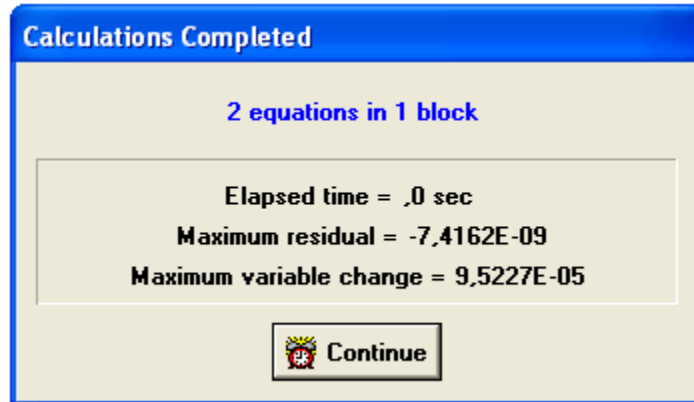 Calculations Completed
2 equations in 1 block
Elapsed time = ,0 sec
Maximum residual = -7,4162E-09
Maximum variable change = 9,5227E-05
Continue